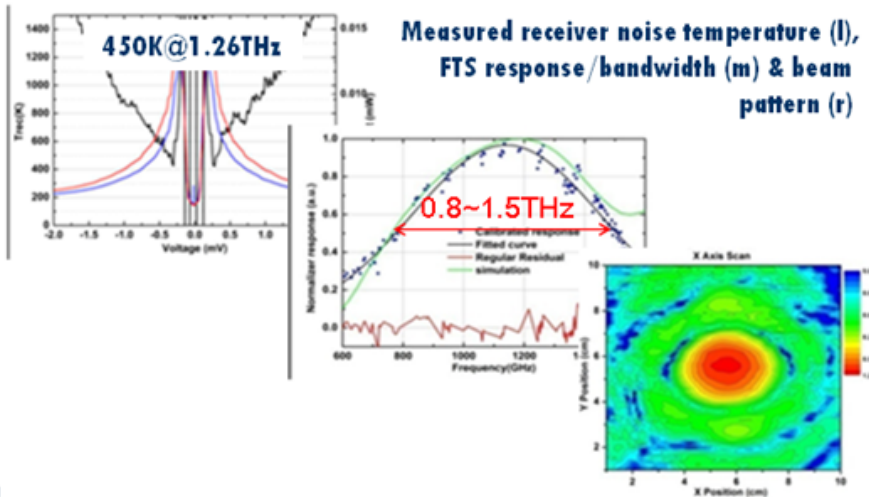 450K@1.26THz
Measured receiver noise temperature (l),
FTS response/bandwidth (m) & beam
pattern (r)
1400
1200
1000
800
600
400
200
Trec(K)
0.015
0.010
-2.0 -1.5 -1.0 -0.5 0.0 0.5 1.0
Voltage (mV)
1.0
0.8
0.6
0.4
0.2
0.0
Normalizer response (a.u.)
0.8~1.5THz
Calibrated response
Fitted curve
Regular Residual
simulation
600 800 1000 1200
Frequency(GHz)
X Axis Scan
10
8
6
4
2
Y Position (cm)
2 4 6 8 10
X Position (cm)